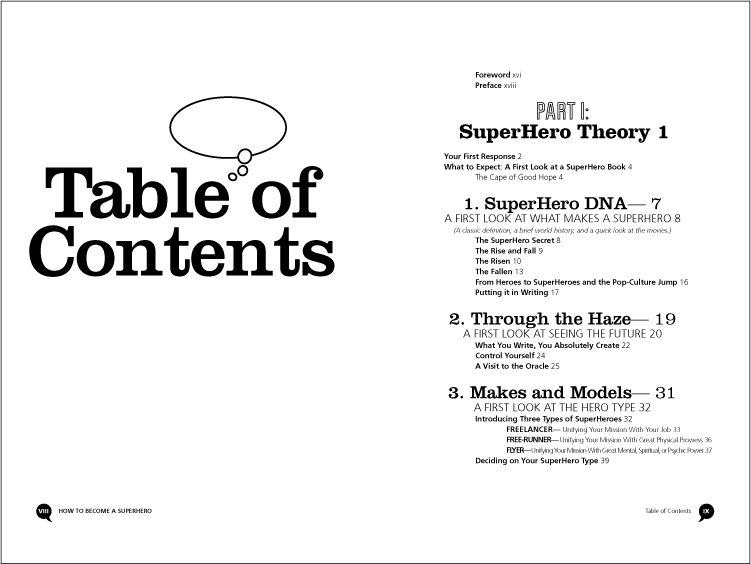 Table of
Contents
VIII HOW TO BECOME A SUPERHERO
Foreword xvi
Preface xviii
PART I:
SuperHero Theory 1
Your First Response 2
What to Expect: A First Look at a SuperHero Book 4
The Cape of Good Hope 4
1. SuperHero DNA— 7
A FIRST LOOK AT WHAT MAKES A SUPERHERO 8
(A classic definition, a brief world history, and a quick look at the movies.)
The SuperHero Secret 8
The Rise and Fall 9
The Risen 10
The Fallen 13
From Heroes to SuperHeroes and the Pop-Culture Jump 16
Putting it in Writing 17
2. Through the Haze— 19
A FIRST LOOK AT SEEING THE FUTURE 20
What You Write, You Absolutely Create 22
Control Yourself 24
A Visit to the Oracle 25
3. Makes and Models— 31
A FIRST LOOK AT THE HERO TYPE 32
Introducing Three Types of SuperHeroes 32
FREELANCER— Unifying Your Mission With Your Job 33
FREE-RUNNER— Unifying Your Mission With Great Physical Prowess 36
FLYER—Unifying Your Mission With Great Mental, Spiritual, or Psychic Power 37
Deciding on Your SuperHero Type 39
Table of Contents IX